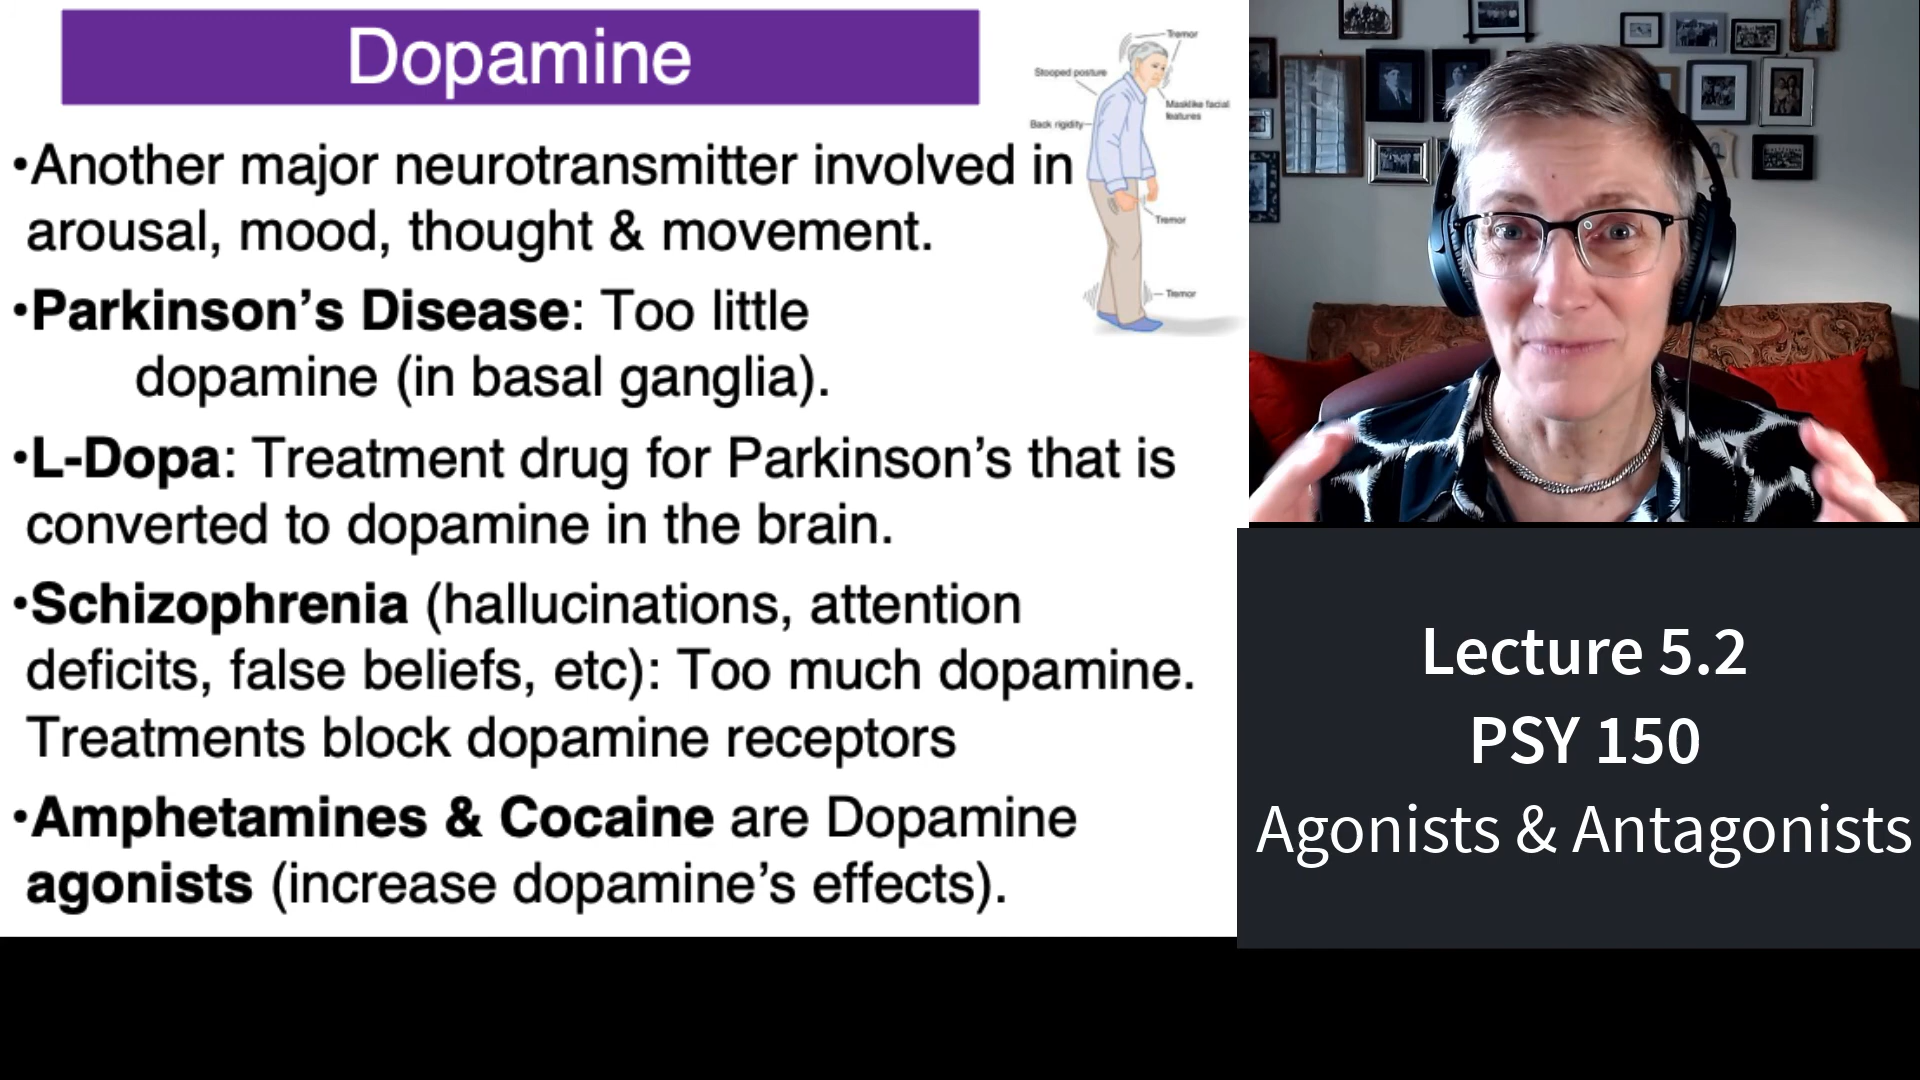 Dopamine
•Another major neurotransmitter involved in
arousal, mood, thought & movement.
•Parkinson’s Disease: Too little
dopamine (in basal ganglia).
•L-Dopa: Treatment drug for Parkinson’s that is
converted to dopamine in the brain.
•Schizophrenia (hallucinations, attention
deficits, false beliefs, etc): Too much dopamine.
Treatments block dopamine receptors
•Amphetamines & Cocaine are Dopamine
agonists (increase dopamine’s effects).
Tremor
Stooped posture
Masklike facial
features
Back rigidity
Tremor
Tremor
Lecture 5.2
PSY 150
Agonists & Antagonists